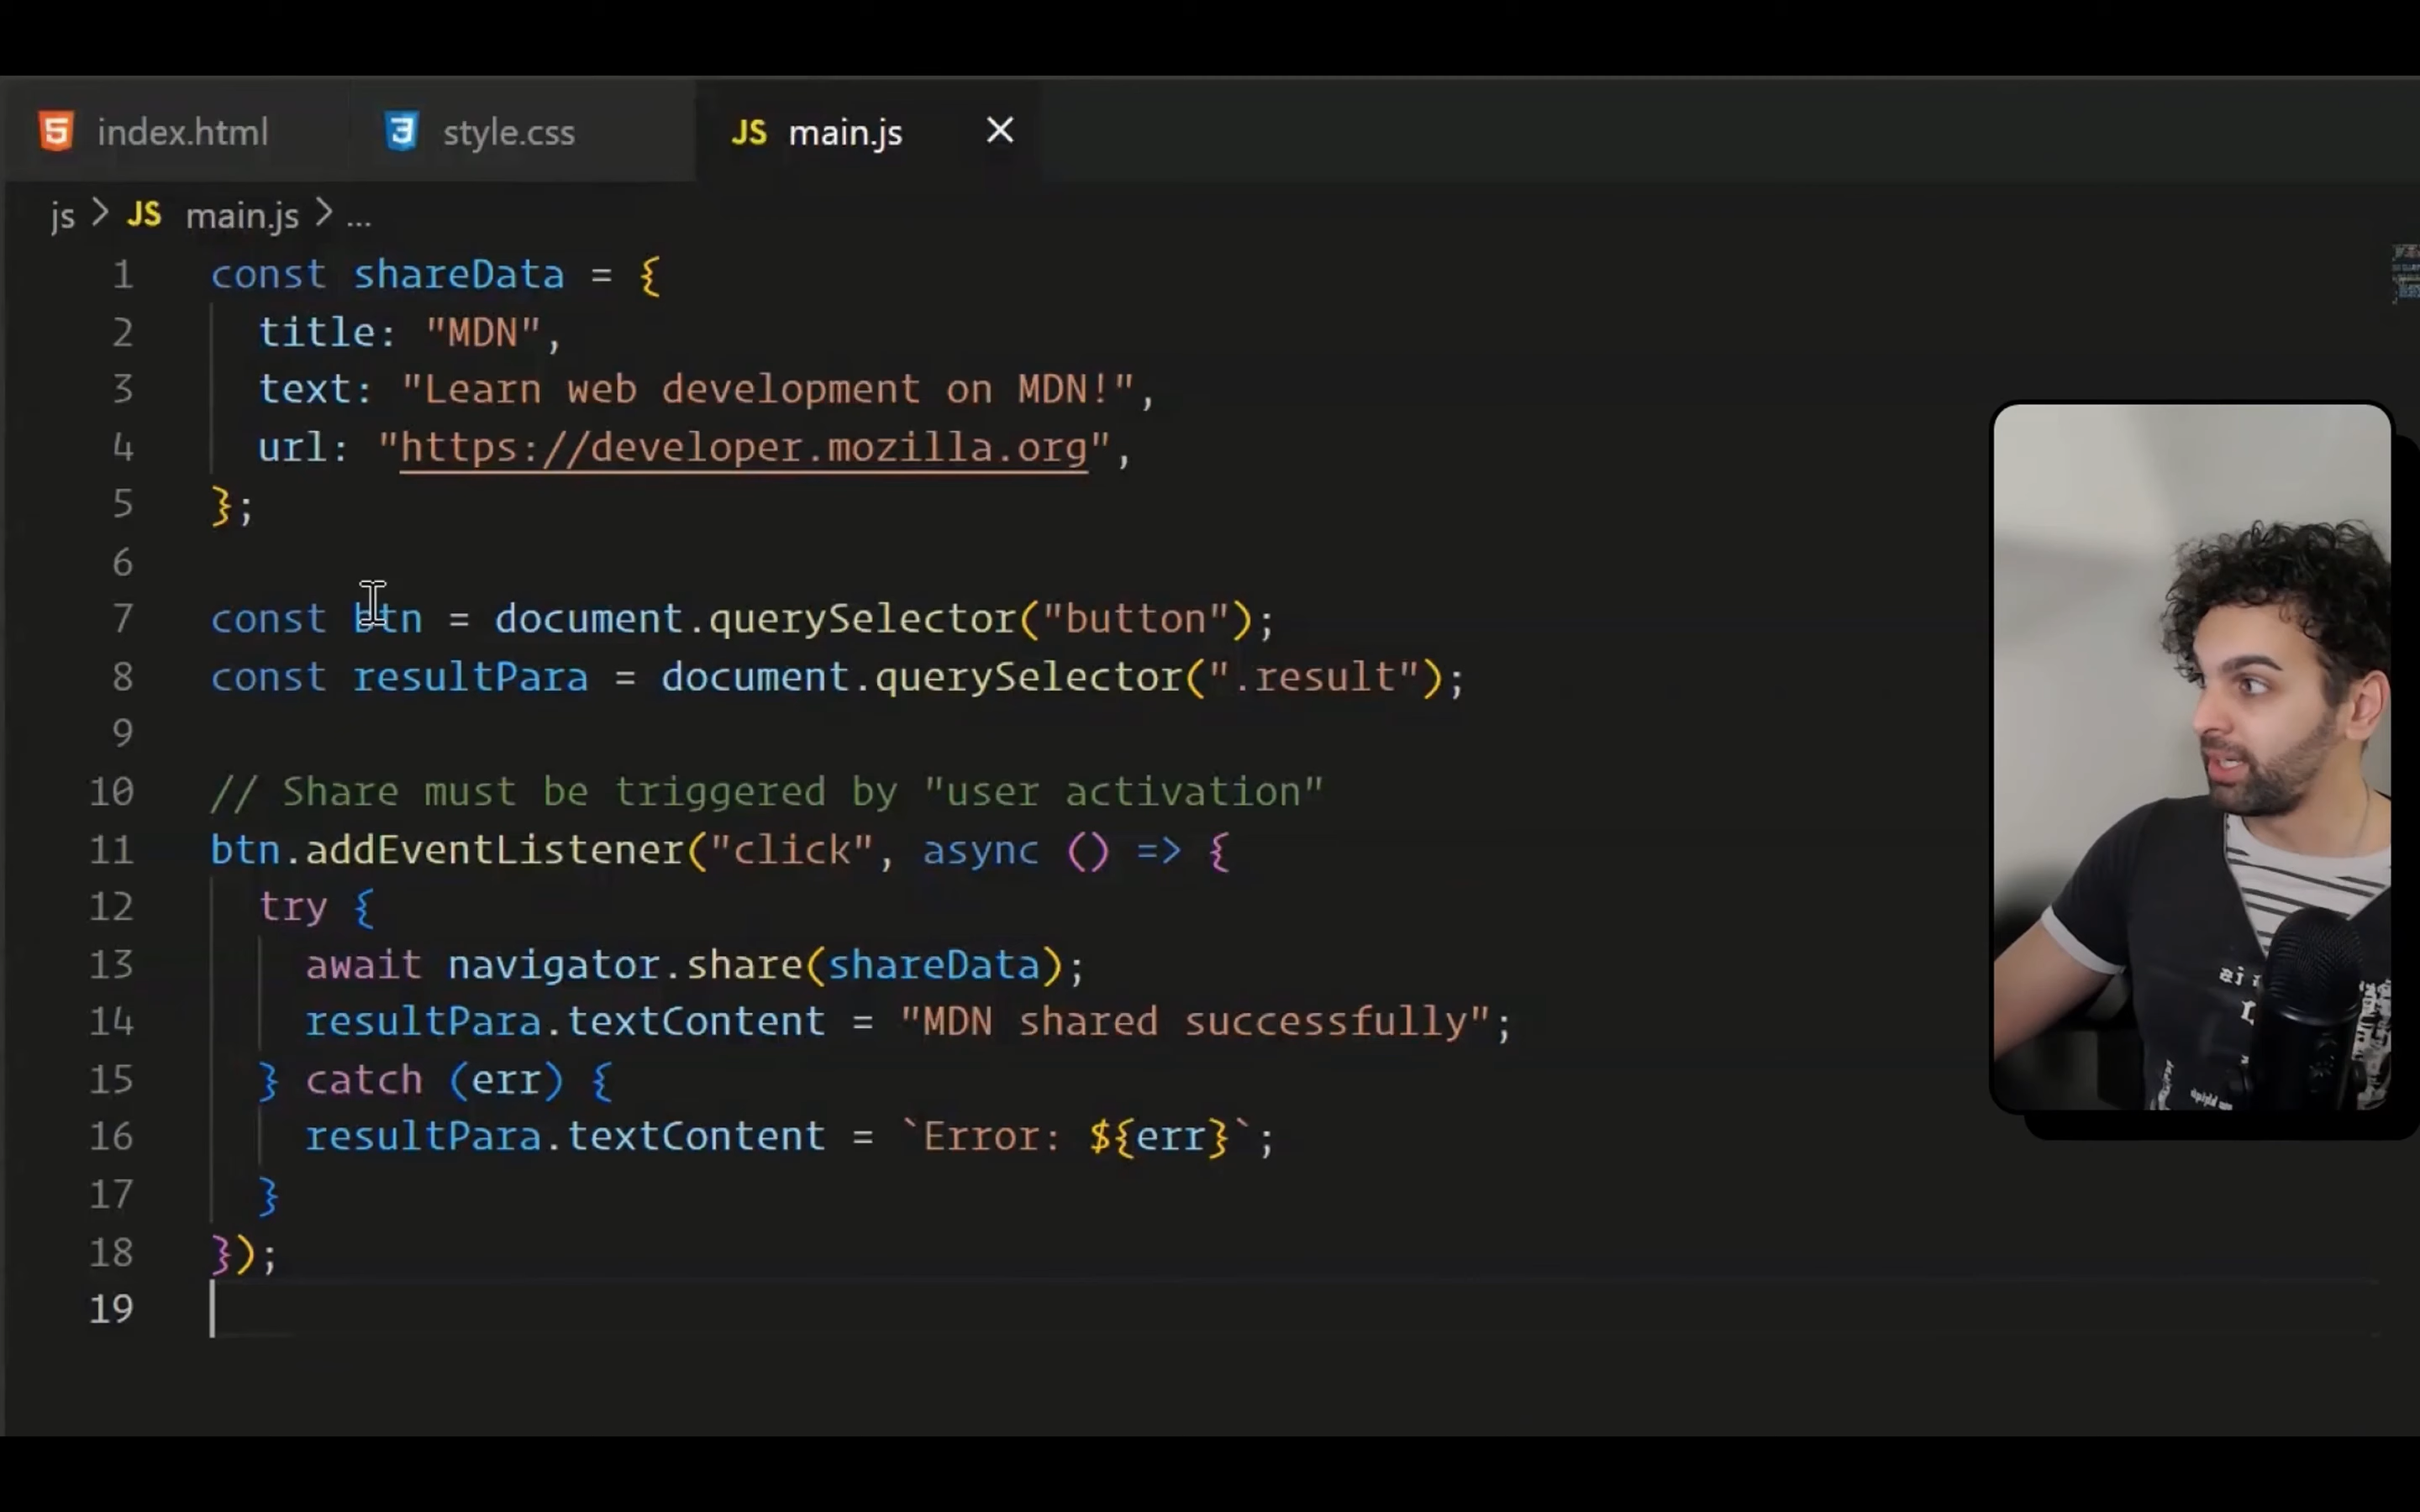 index.html
style.css
JS main.js
js > JS main.js > ...
1 const shareData = {
2 title: "MDN",
3 text: "Learn web development on MDN!",
4 url: "https://developer.mozilla.org",
5 };
6
7 const btn = document.querySelector("button");
8 const resultPara = document.querySelector(".result");
9
10 // Share must be triggered by "user activation"
11 btn.addEventListener("click", async () => {
12 try {
13 await navigator.share(shareData);
14 resultPara.textContent = "MDN shared successfully";
15 } catch (err) {
16 resultPara.textContent = `Error: ${err}`;
17 }
18 });
19